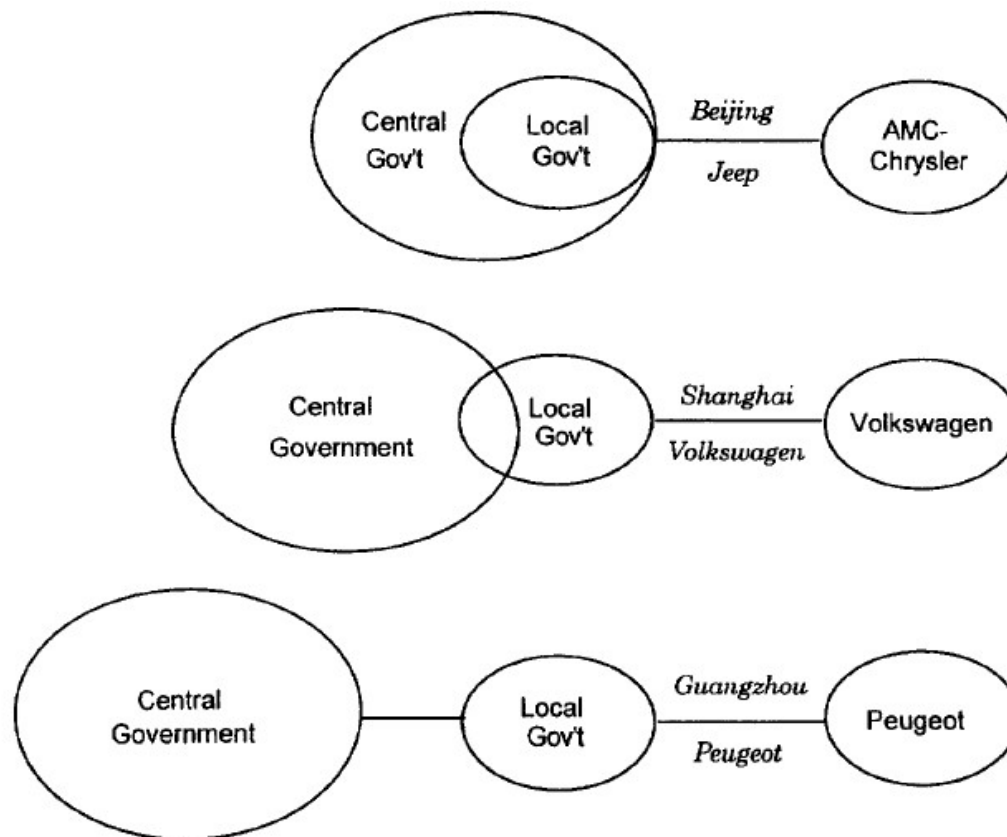 Central
Gov't
Local
Gov't
Beijing
Jeep
AMC-
Chrysler
Central
Government
Local
Gov't
Shanghai
Volkswagen
Volkswagen
Central
Government
Local
Gov't
Guangzhou
Peugeot
Peugeot